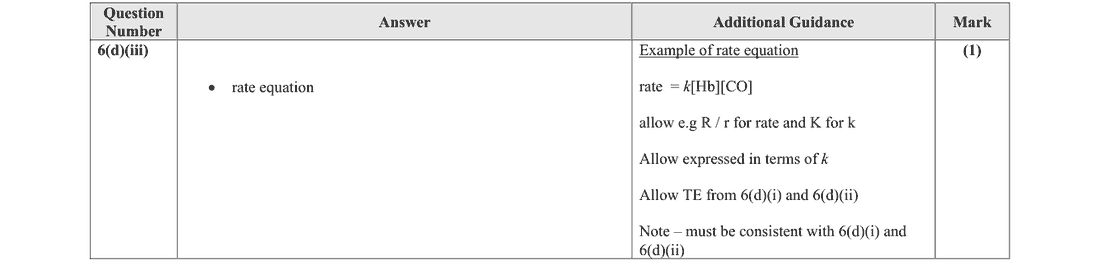 Question Number
Answer
Additional Guidance
Mark
6(d)(iii)
• rate equation
Example of rate equation
rate = k[Hb][CO]
allow e.g R / r for rate and K for k
Allow expressed in terms of k
Allow TE from 6(d)(i) and 6(d)(ii)
Note – must be consistent with 6(d)(i) and
6(d)(ii)
(1)